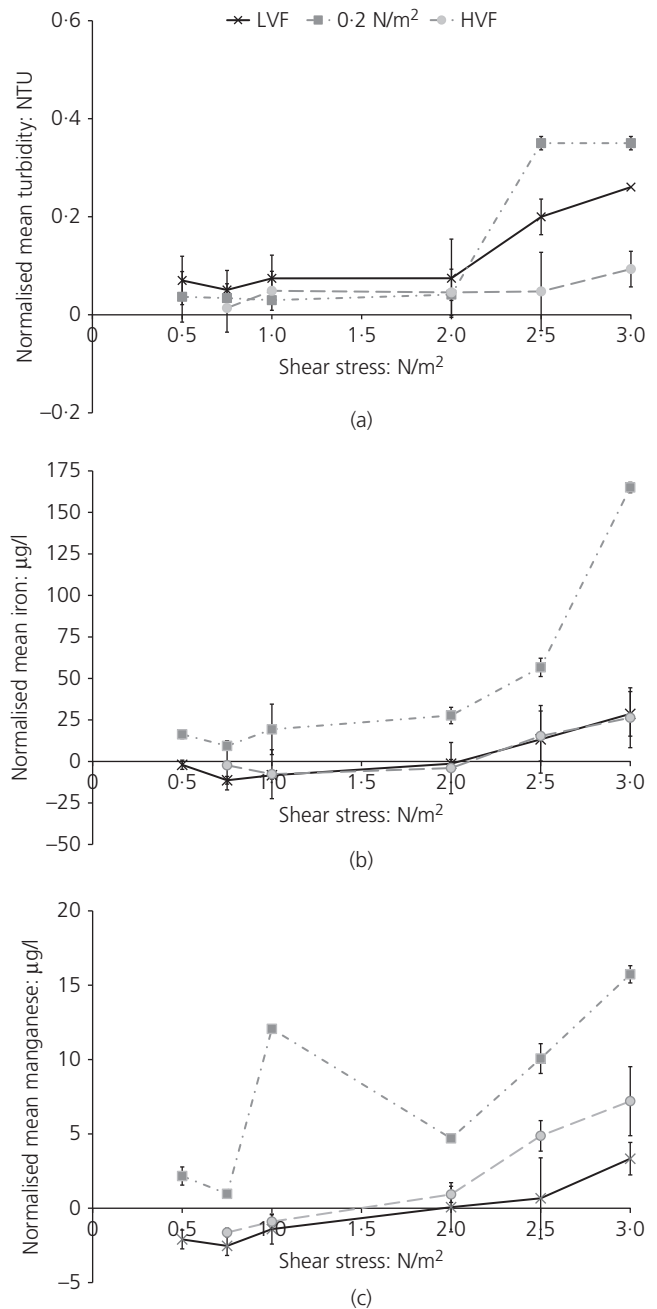 LVF 0·2 N/m² HVF
Normalised mean turbidity: NTU
0·6
0·4
0·2
0
–0·2
0 0·5 1·0 1·5 2·0 2·5 3·0
Shear stress: N/m²
(a)
Normalised mean iron: μg/l
175
150
125
100
75
50
25
0
–25
–50
0 0·5 1·0 1·5 2·0 2·5 3·0
Shear stress: N/m²
(b)
Normalised mean manganese: μg/l
20
15
10
5
0
–5
0 0·5 1·0 1·5 2·0 2·5 3·0
Shear stress: N/m²
(c)